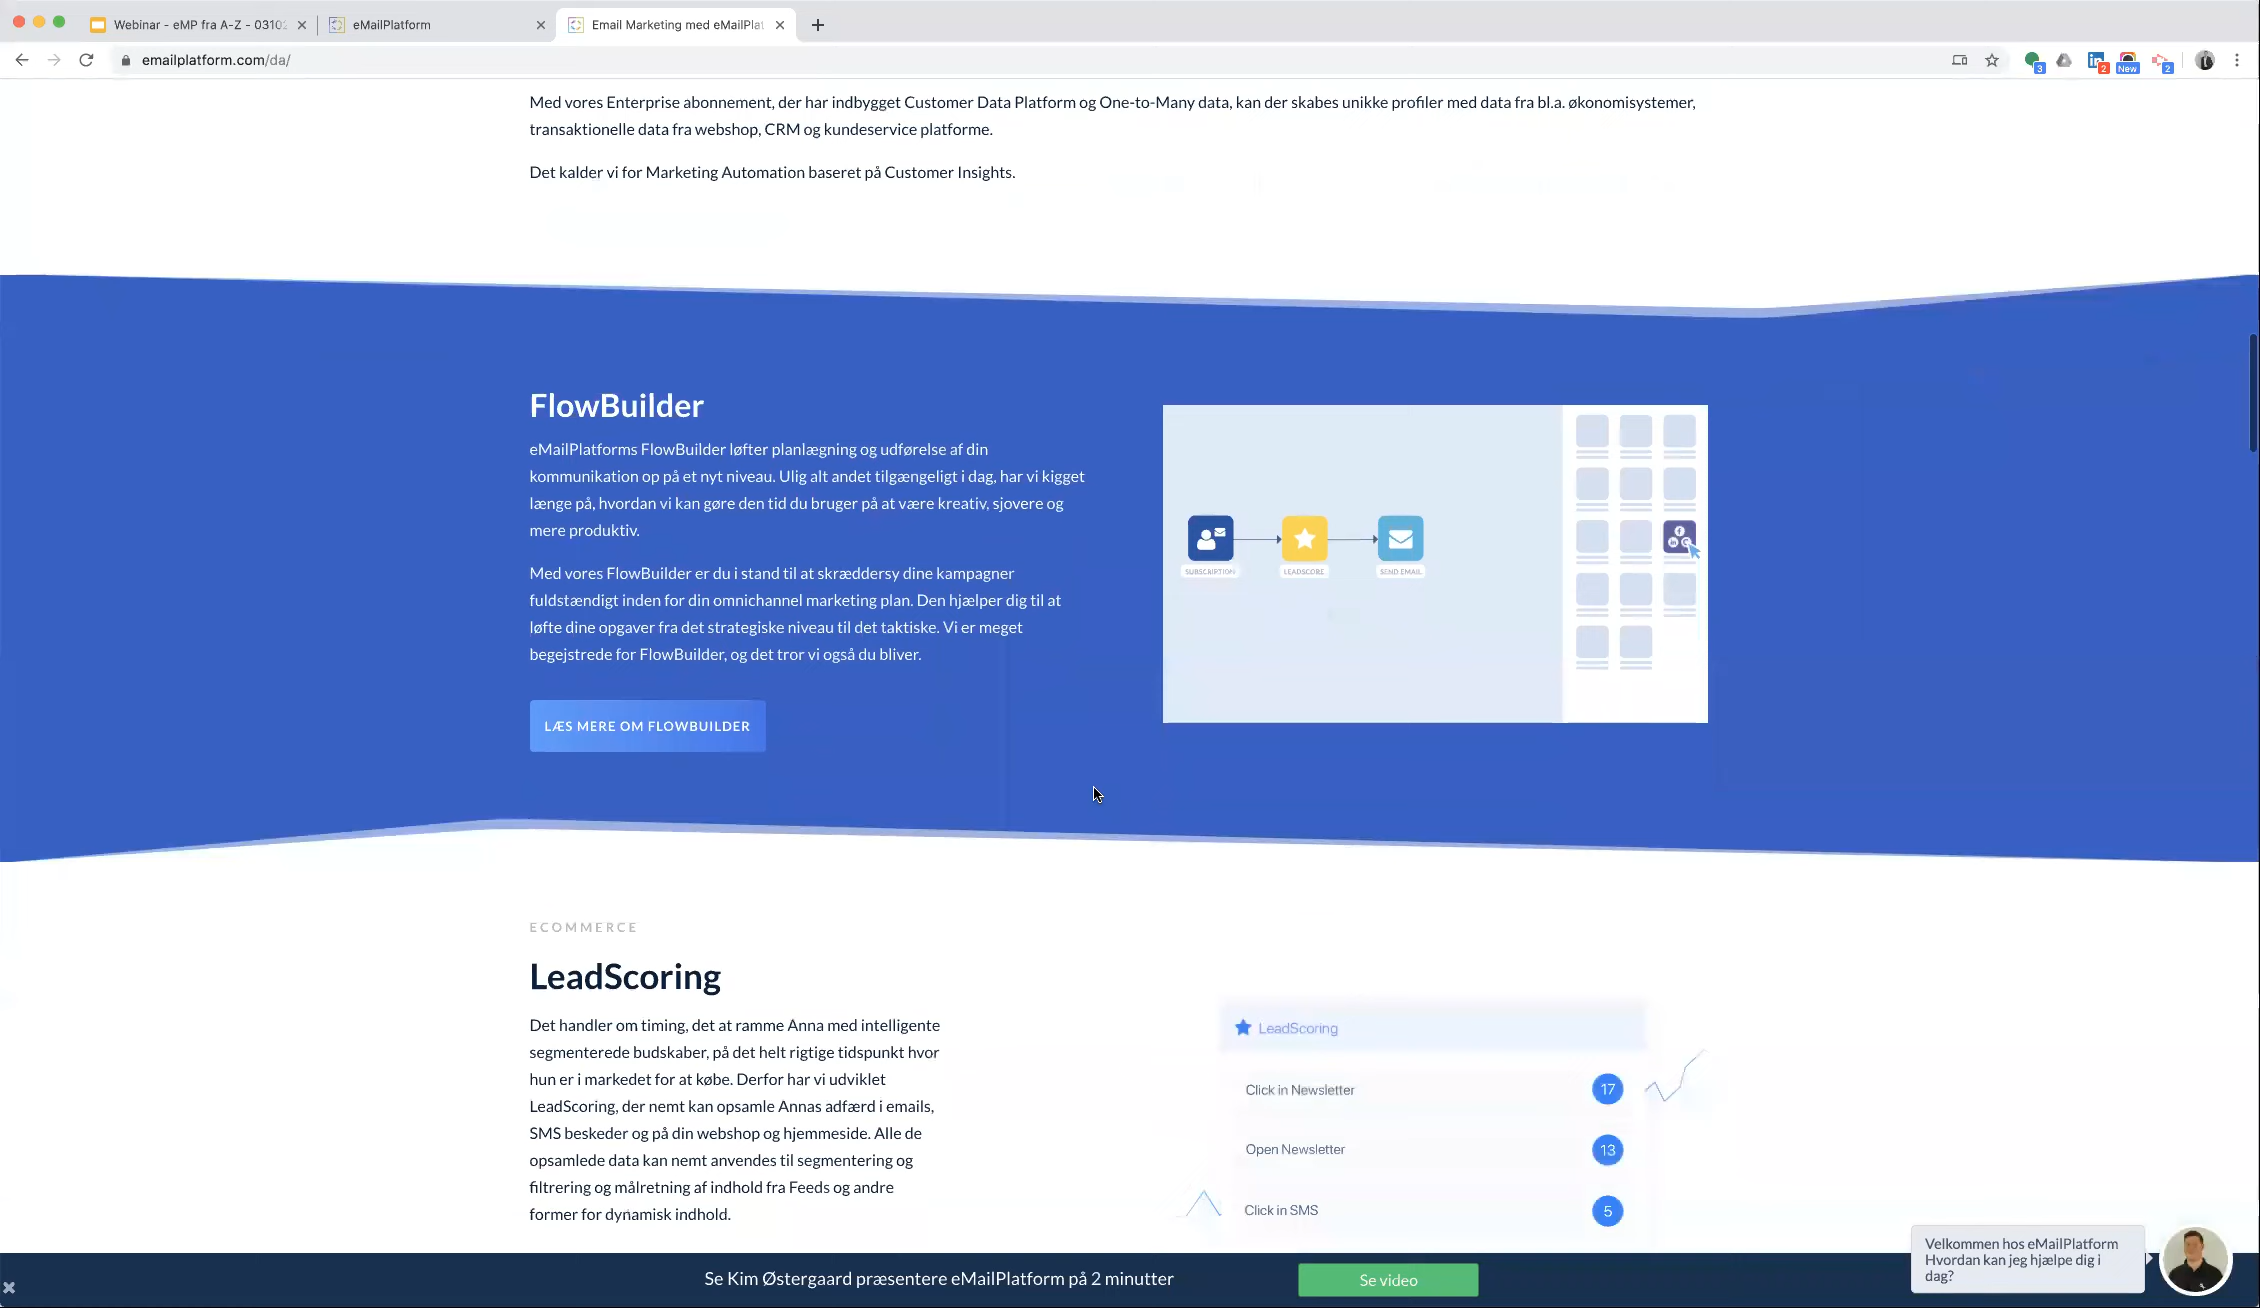 Webinar - eMP fra A-Z - 03102
eMailPlatform
Email Marketing med eMailPlat
emailplatform.com/da/
3
2
New
2
Med vores Enterprise abonnement, der har indbygget Customer Data Platform og One-to-Many data, kan der skabes unikke profiler med data fra bl.a. økonomisystemer,
transaktionelle data fra webshop, CRM og kundeservice platforme.
Det kalder vi for Marketing Automation baseret på Customer Insights.
FlowBuilder
eMailPlatforms FlowBuilder løfter planlægning og udførelse af din
kommunikation op på et nyt niveau. Ulig alt andet tilgængeligt i dag, har vi kigget
længe på, hvordan vi kan gøre den tid du bruger på at være kreativ, sjovere og
mere produktiv.
Med vores FlowBuilder er du i stand til at skræddersy dine kampagner
fuldstændigt inden for din omnichannel marketing plan. Den hjælper dig til at
løfte dine opgaver fra det strategiske niveau til det taktiske. Vi er meget
begejstrede for FlowBuilder, og det tror vi også du bliver.
LÆS MERE OM FLOWBUILDER
SUBSCRIPTION
LEADSCORE
SEND EMAIL
ECOMMERCE
LeadScoring
Det handler om timing, det at ramme Anna med intelligente
segmenterede budskaber, på det helt rigtige tidspunkt hvor
hun er i markedet for at købe. Derfor har vi udviklet
LeadScoring, der nemt kan opsamle Annas adfærd i emails,
SMS beskeder og på din webshop og hjemmeside. Alle de
opsamlede data kan nemt anvendes til segmentering og
filtrering og målretning af indhold fra Feeds og andre
former for dynamisk indhold.
LeadScoring
Click in Newsletter 17
Open Newsletter 13
Click in SMS 5
Se Kim Østergaard præsentere eMailPlatform på 2 minutter
Se video
Velkommen hos eMailPlatform
Hvordan kan jeg hjælpe dig i
dag?